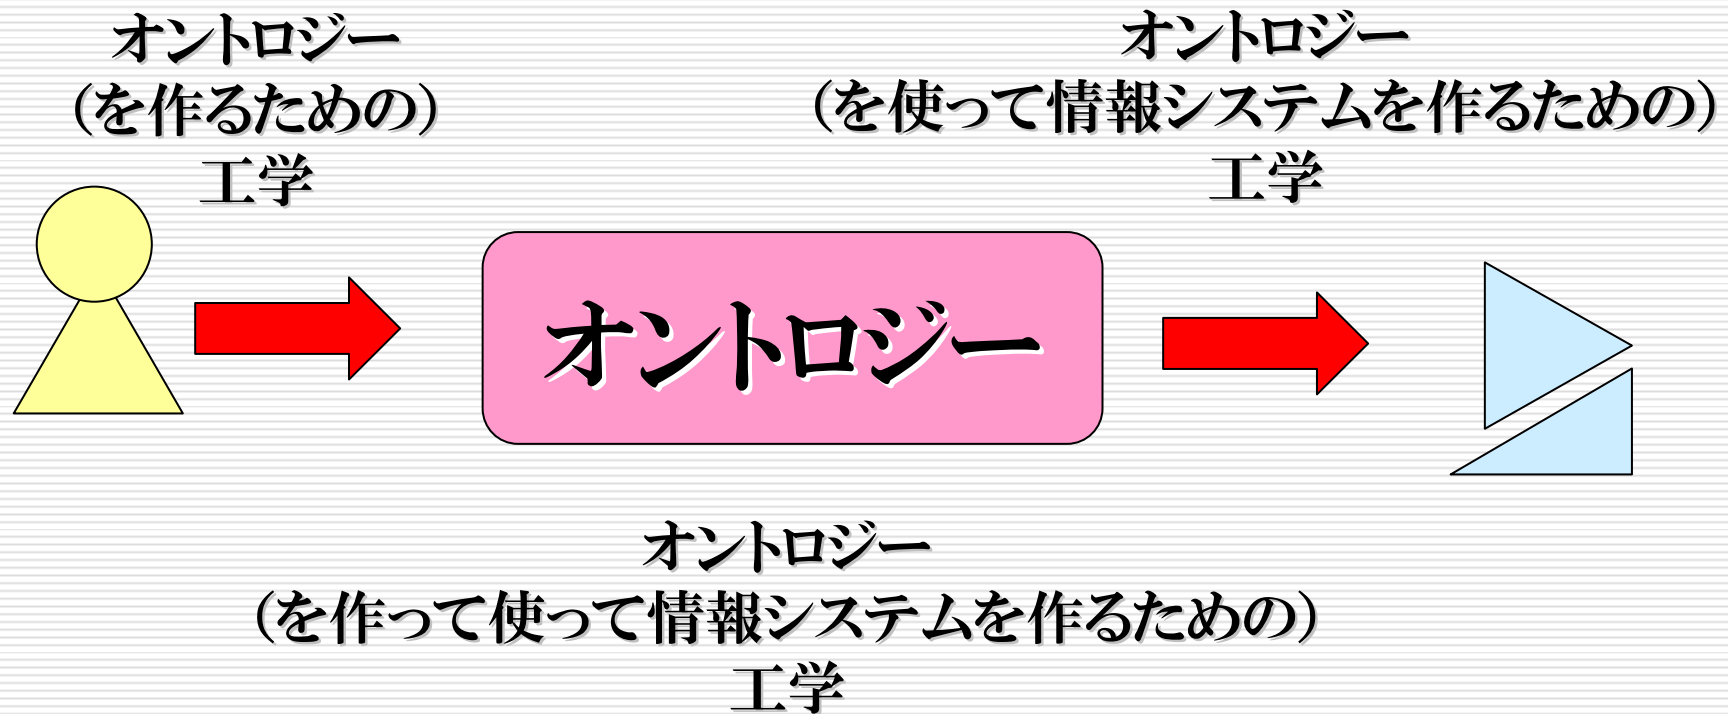 オントロジー
（を作るための）
工学
オントロジー
（を使って情報システムを作るための）
工学
オントロジー
オントロジー
（を作って使って情報システムを作るための）
工学